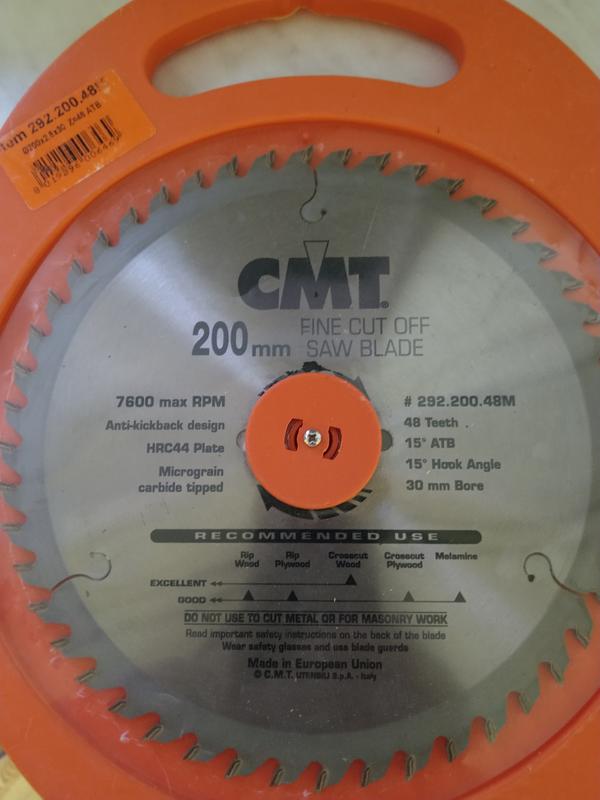 292.200.48M
Ø200x2.8x30 Z=48 ATB
CMT®
200mm
FINE CUT OFF
SAW BLADE
7600 max RPM
Anti-kickback design
HRC44 Plate
Micrograin
carbide tipped
# 292.200.48M
48 Teeth
15° ATB
15° Hook Angle
30 mm Bore
RECOMMENDED USE
Rip Wood
Rip Plywood
Crosscut Wood
Crosscut Plywood
Melamine
EXCELLENT
GOOD
DO NOT USE TO CUT METAL OR FOR MASONRY WORK
Read important safety instructions on the back of the blade
Wear safety glasses and use blade guards
Made in European Union
© C.M.T. UTENSILI S.p.A. - Italy